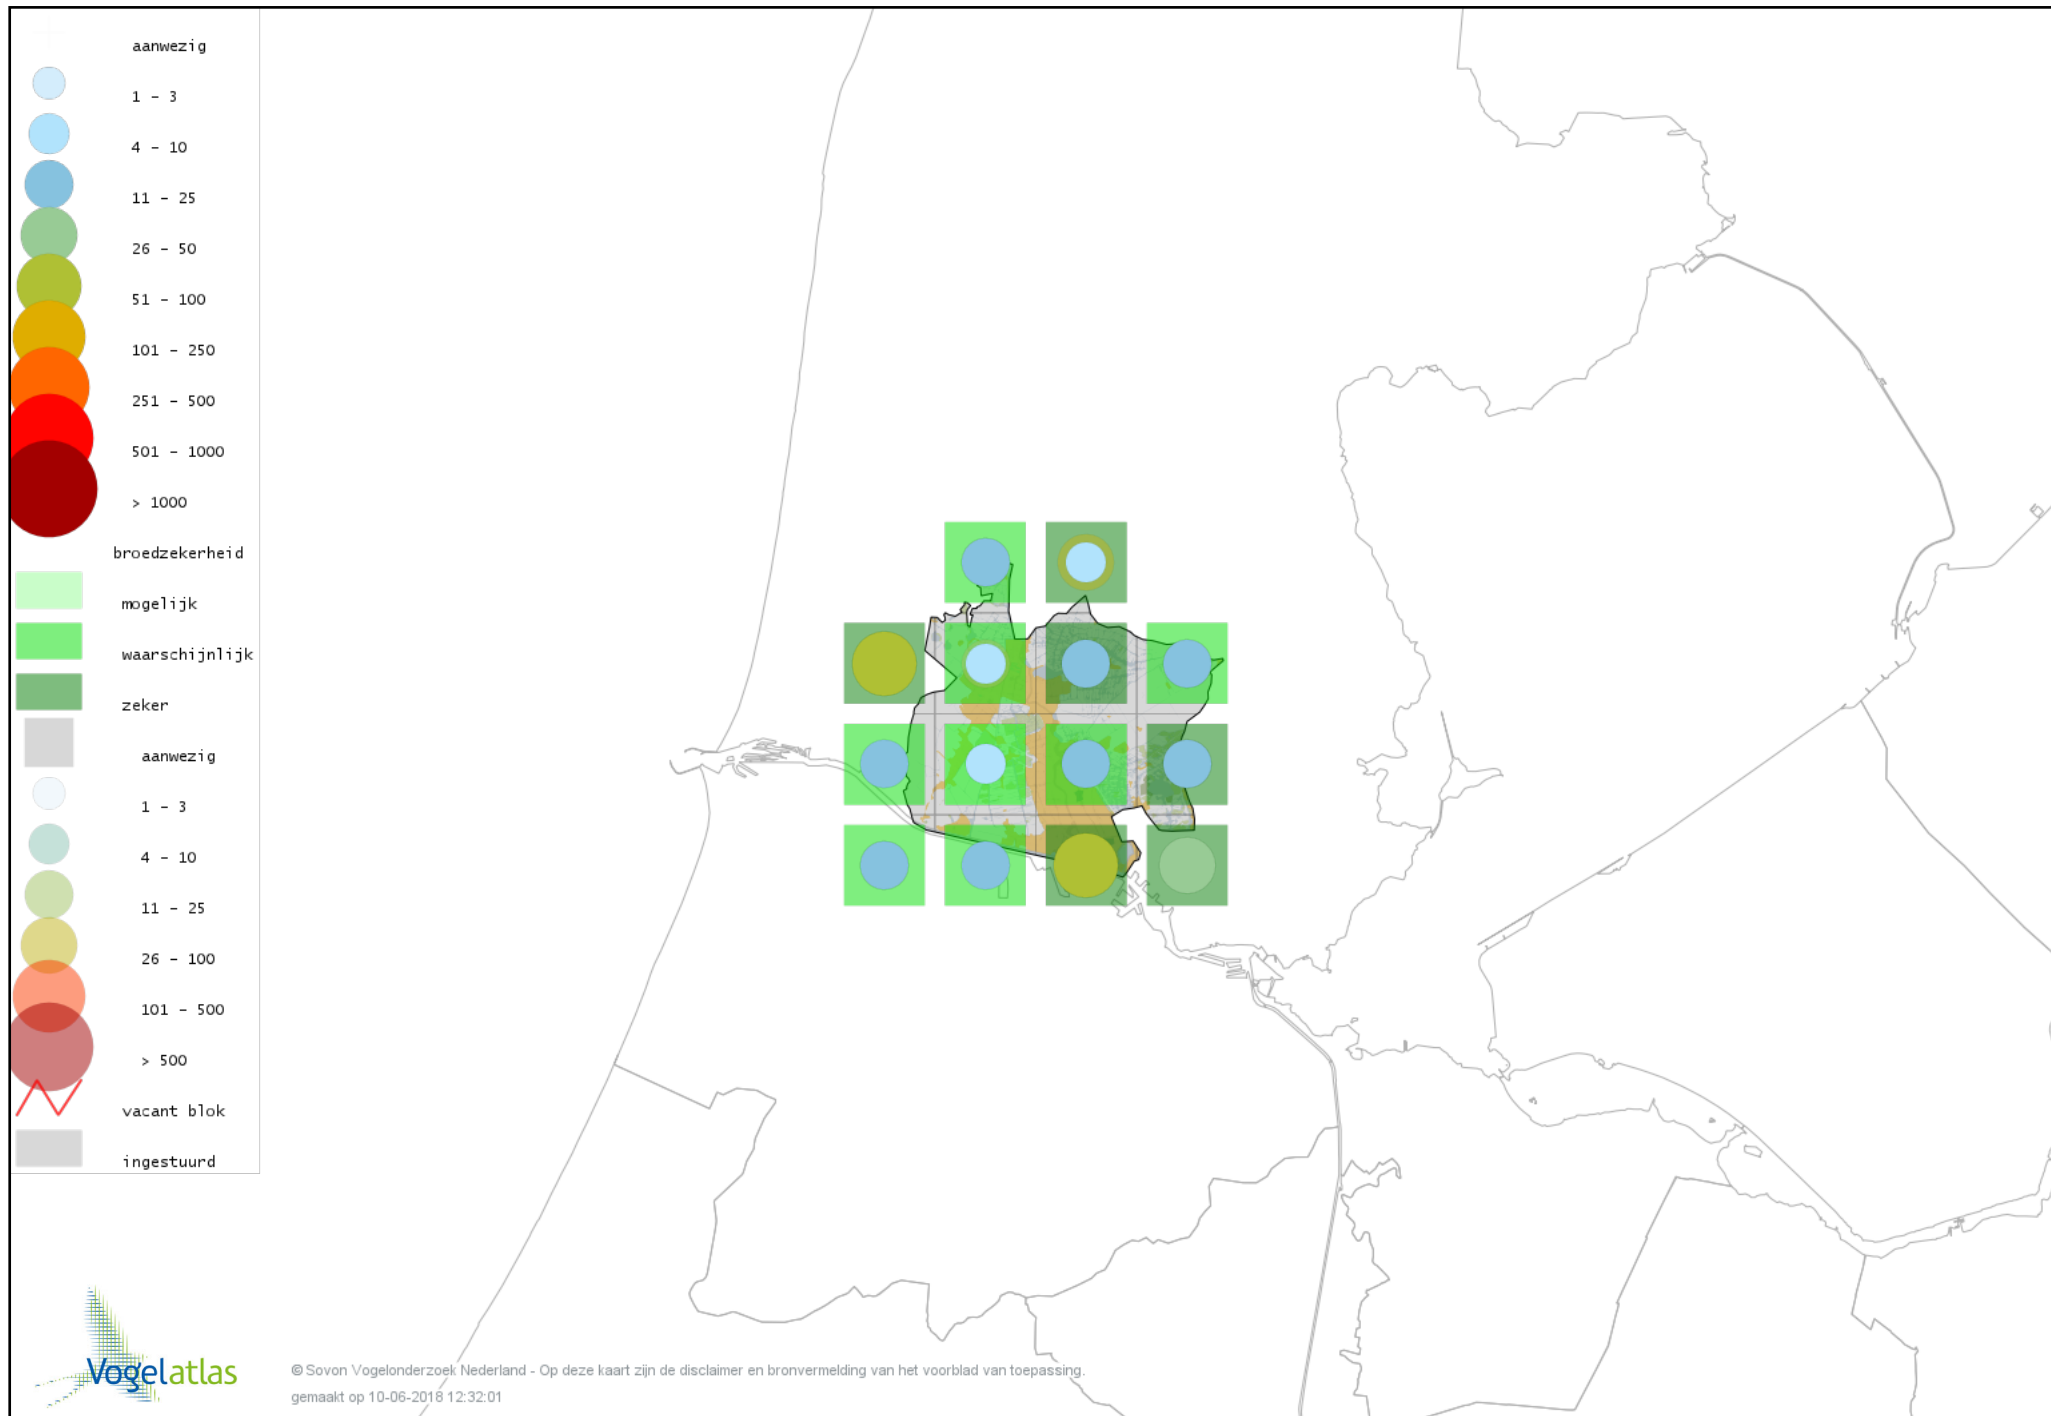 aanwezig
1 - 3
4 - 10
11 - 25
26 - 50
51 - 100
101 - 250
251 - 500
501 - 1000
> 1000
broedzekerheid
mogelijk
waarschijnlijk
zeker
aanwezig
1 - 3
4 - 10
11 - 25
26 - 100
101 - 500
> 500
vacant blok
ingestuurd
Vogelatlas
© Sovon Vogelonderzoek Nederland - Op deze kaart zijn de disclaimer en bronvermelding van het voorblad van toepassing.
gemaakt op 10-06-2018 12:32:01